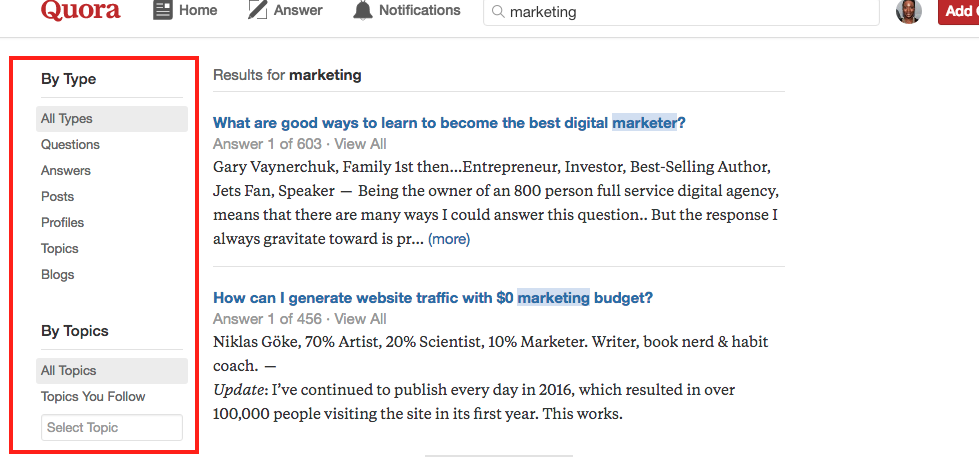 Quora Home Answer Notifications marketing Add
By Type
All Types
Questions
Answers
Posts
Profiles
Topics
Blogs
By Topics
All Topics
Topics You Follow
Select Topic
Results for marketing
What are good ways to learn to become the best digital marketer?
Answer 1 of 603 · View All
Gary Vaynerchuk, Family 1st then...Entrepreneur, Investor, Best-Selling Author,
Jets Fan, Speaker — Being the owner of an 800 person full service digital agency,
means that there are many ways I could answer this question.. But the response I
always gravitate toward is pr... (more)
How can I generate website traffic with $0 marketing budget?
Answer 1 of 456 · View All
Niklas Göke, 70% Artist, 20% Scientist, 10% Marketer. Writer, book nerd & habit
coach. —
Update: I've continued to publish every day in 2016, which resulted in over
100,000 people visiting the site in its first year. This works.